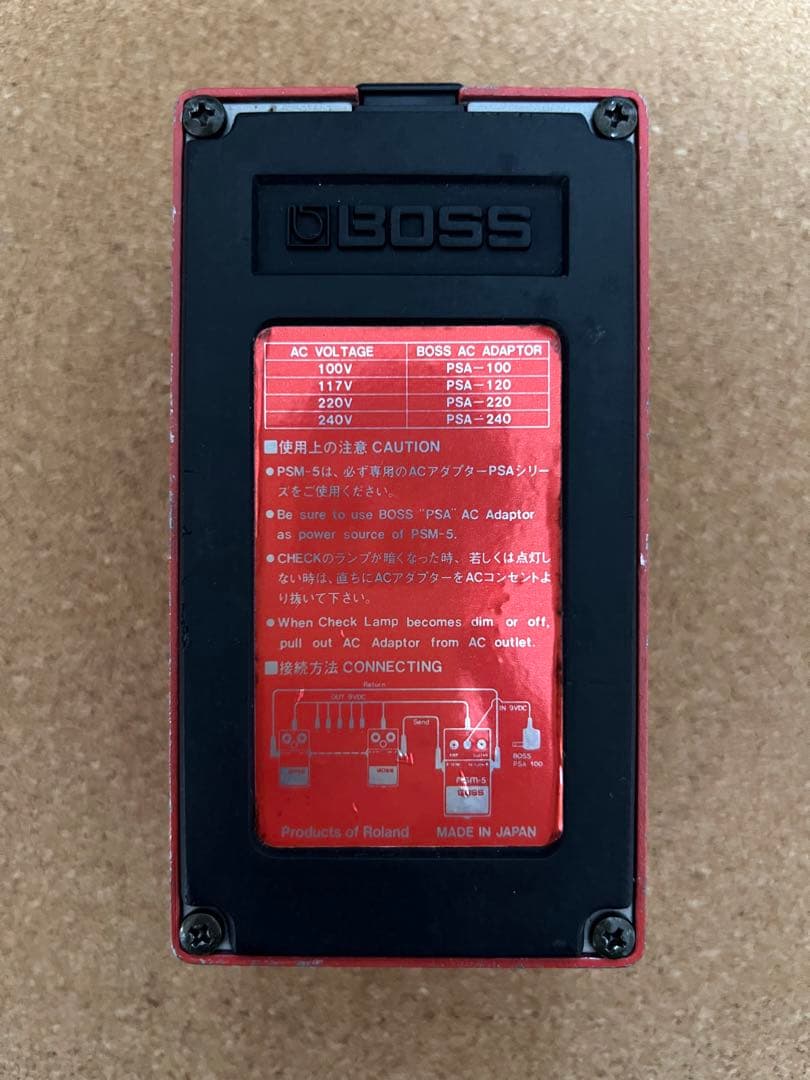 BOSS
AC VOLTAGE BOSS AC ADAPTOR
100V PSA-100
117V PSA-120
220V PSA-220
240V PSA-240
■使用上の注意 CAUTION
●PSM-5は、必ず専用のACアダプターPSAシリー
ズをご使用ください。
●Be sure to use BOSS "PSA" AC Adaptor
as power source of PSM-5.
●CHECKのランプが暗くなった時、若しくは点灯し
ない時は、直ちにACアダプターをACコンセントよ
り抜いて下さい。
●When Check Lamp becomes dim or off,
pull out AC Adaptor from AC outlet.
■接続方法 CONNECTING
Return
OUT 9VDC
IN 9VDC
Send
BOSS
PSA 100
PSM-5
BOSS
BOSS
Products of Roland MADE IN JAPAN